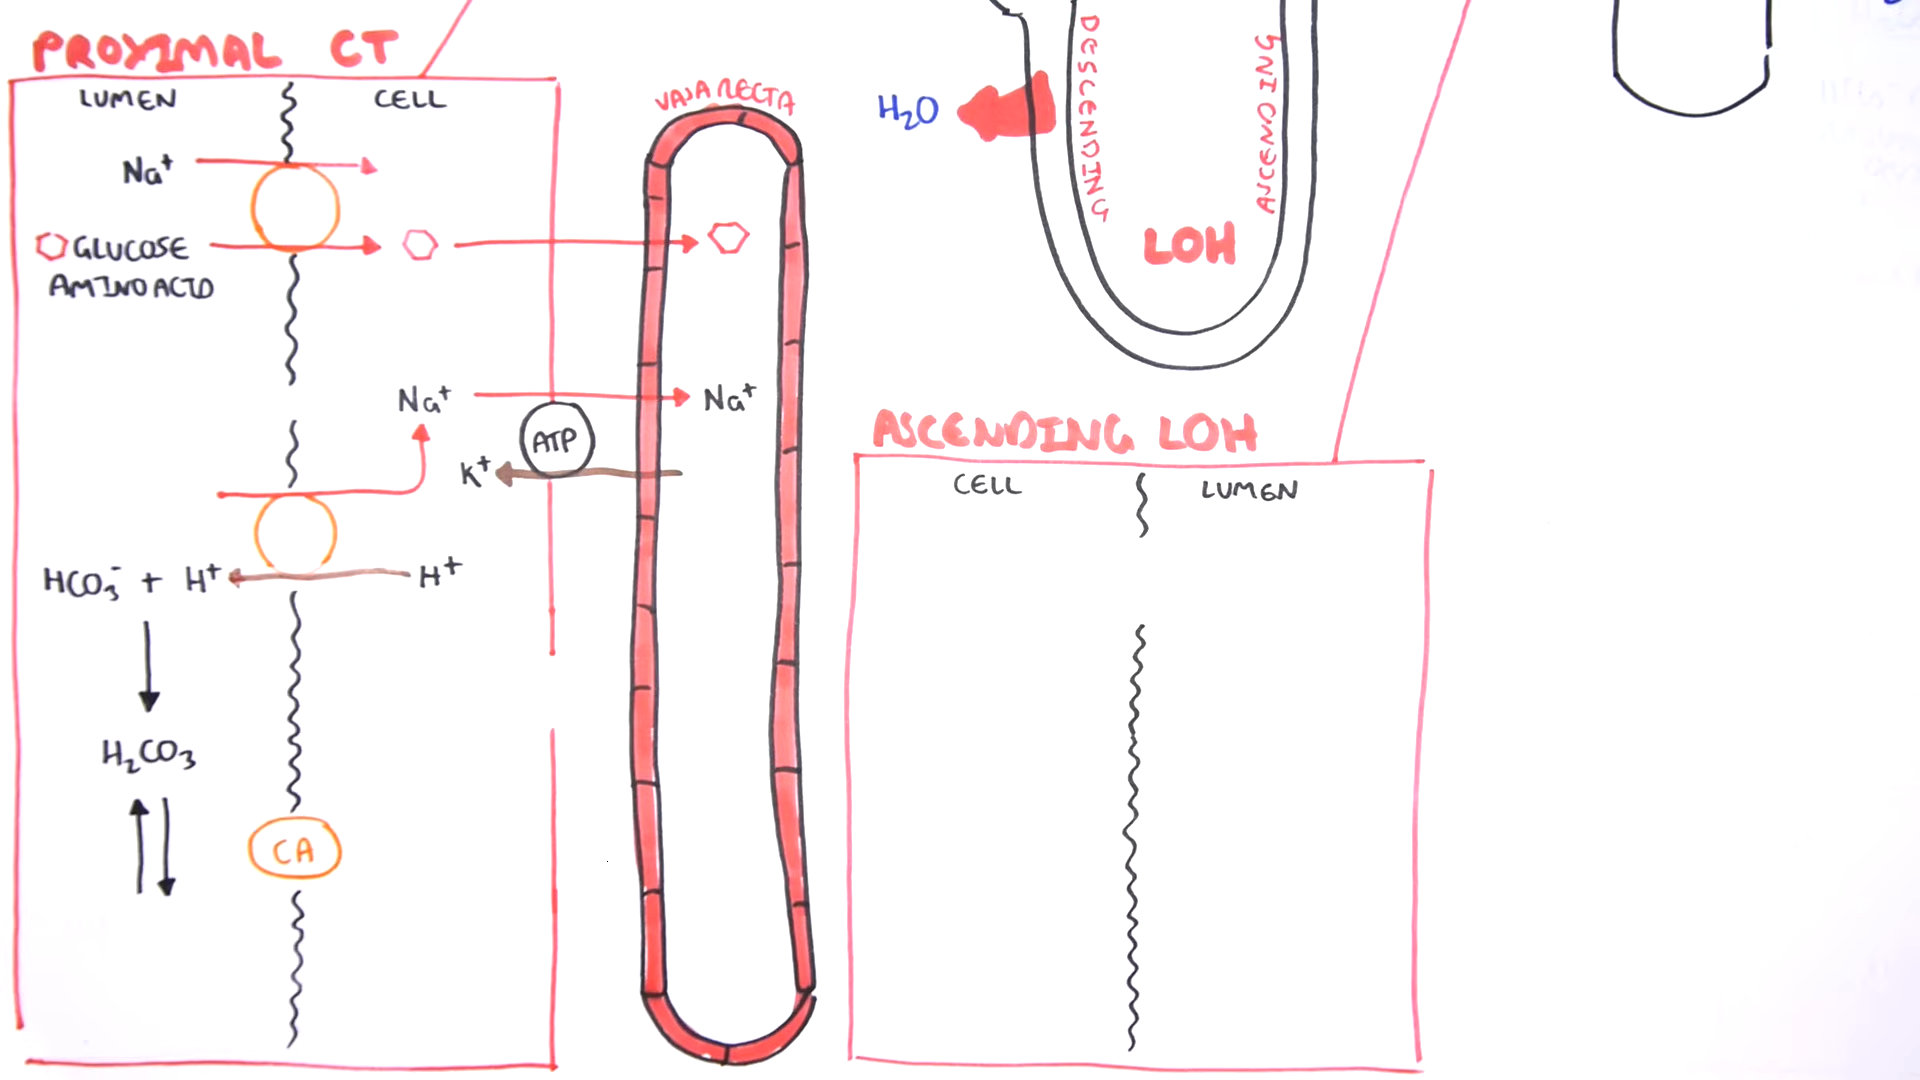 PROXIMAL CT
LUMEN
CELL
Na⁺
GLUCOSE
AMINO ACID
Na⁺
Na⁺
ATP
K⁺
HCO₃⁻ + H⁺
H⁺
H₂CO₃
CA
VASA RECTA
H₂O
DESCENDING
ASCENDING
LOH
ASCENDING LOH
CELL
LUMEN